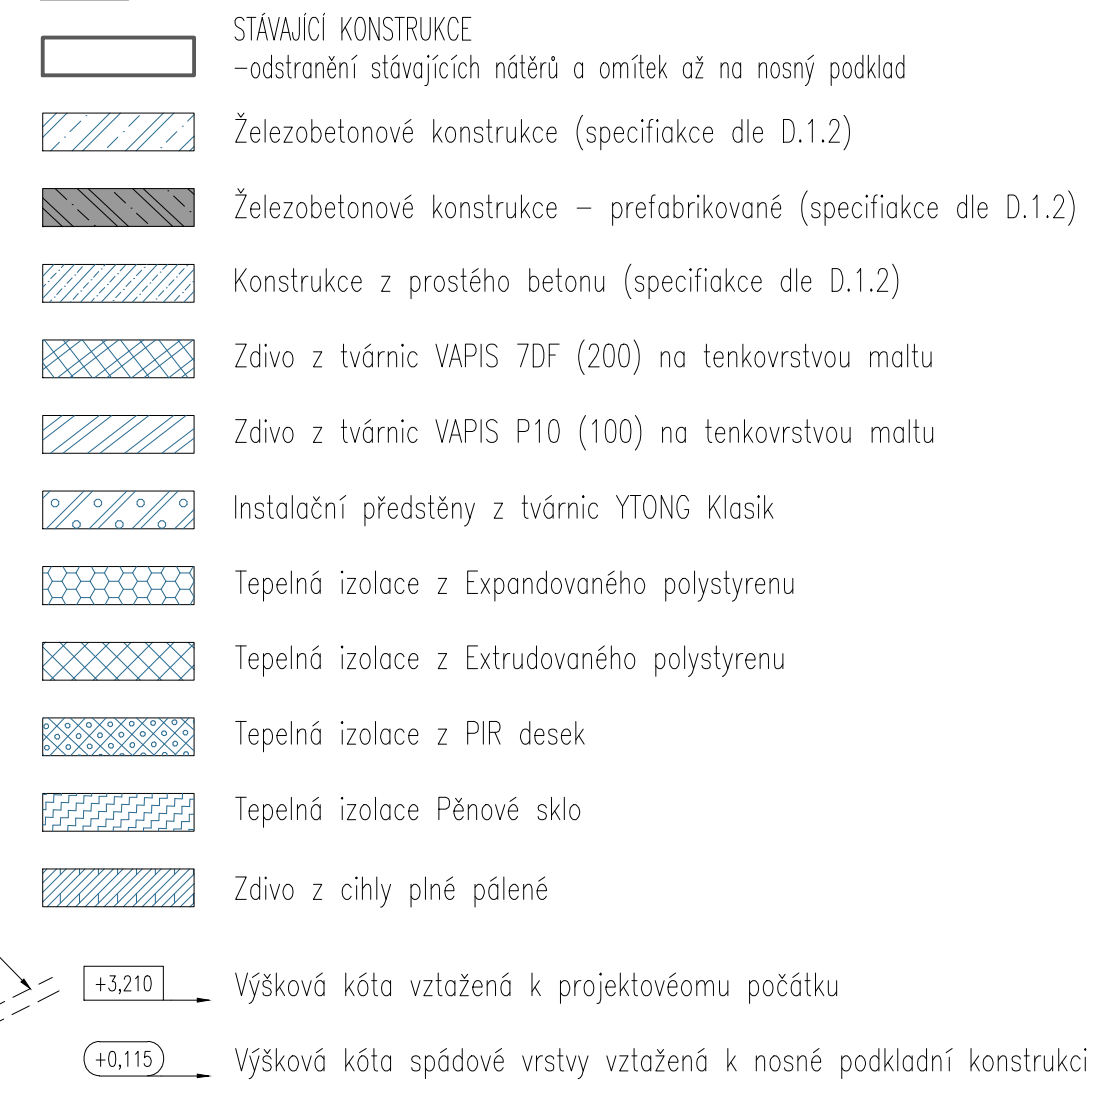 STÁVAJÍCÍ KONSTRUKCE
-odstranění stávajících nátěrů a omítek až na nosný podklad
Železobetonové konstrukce (specifiakce dle D.1.2)
Železobetonové konstrukce - prefabrikované (specifiakce dle D.1.2)
Konstrukce z prostého betonu (specifiakce dle D.1.2)
Zdivo z tvárnic VAPIS 7DF (200) na tenkovrstvou maltu
Zdivo z tvárnic VAPIS P10 (100) na tenkovrstvou maltu
Instalační předstěny z tvárnic YTONG Klasik
Tepelná izolace z Expandovaného polystyrenu
Tepelná izolace z Extrudovaného polystyrenu
Tepelná izolace z PIR desek
Tepelná izolace Pěnové sklo
Zdivo z cihly plné pálené
+3,210 Výšková kóta vztažená k projektovéomu počátku
+0,115 Výšková kóta spádové vrstvy vztažená k nosné podkladní konstrukci